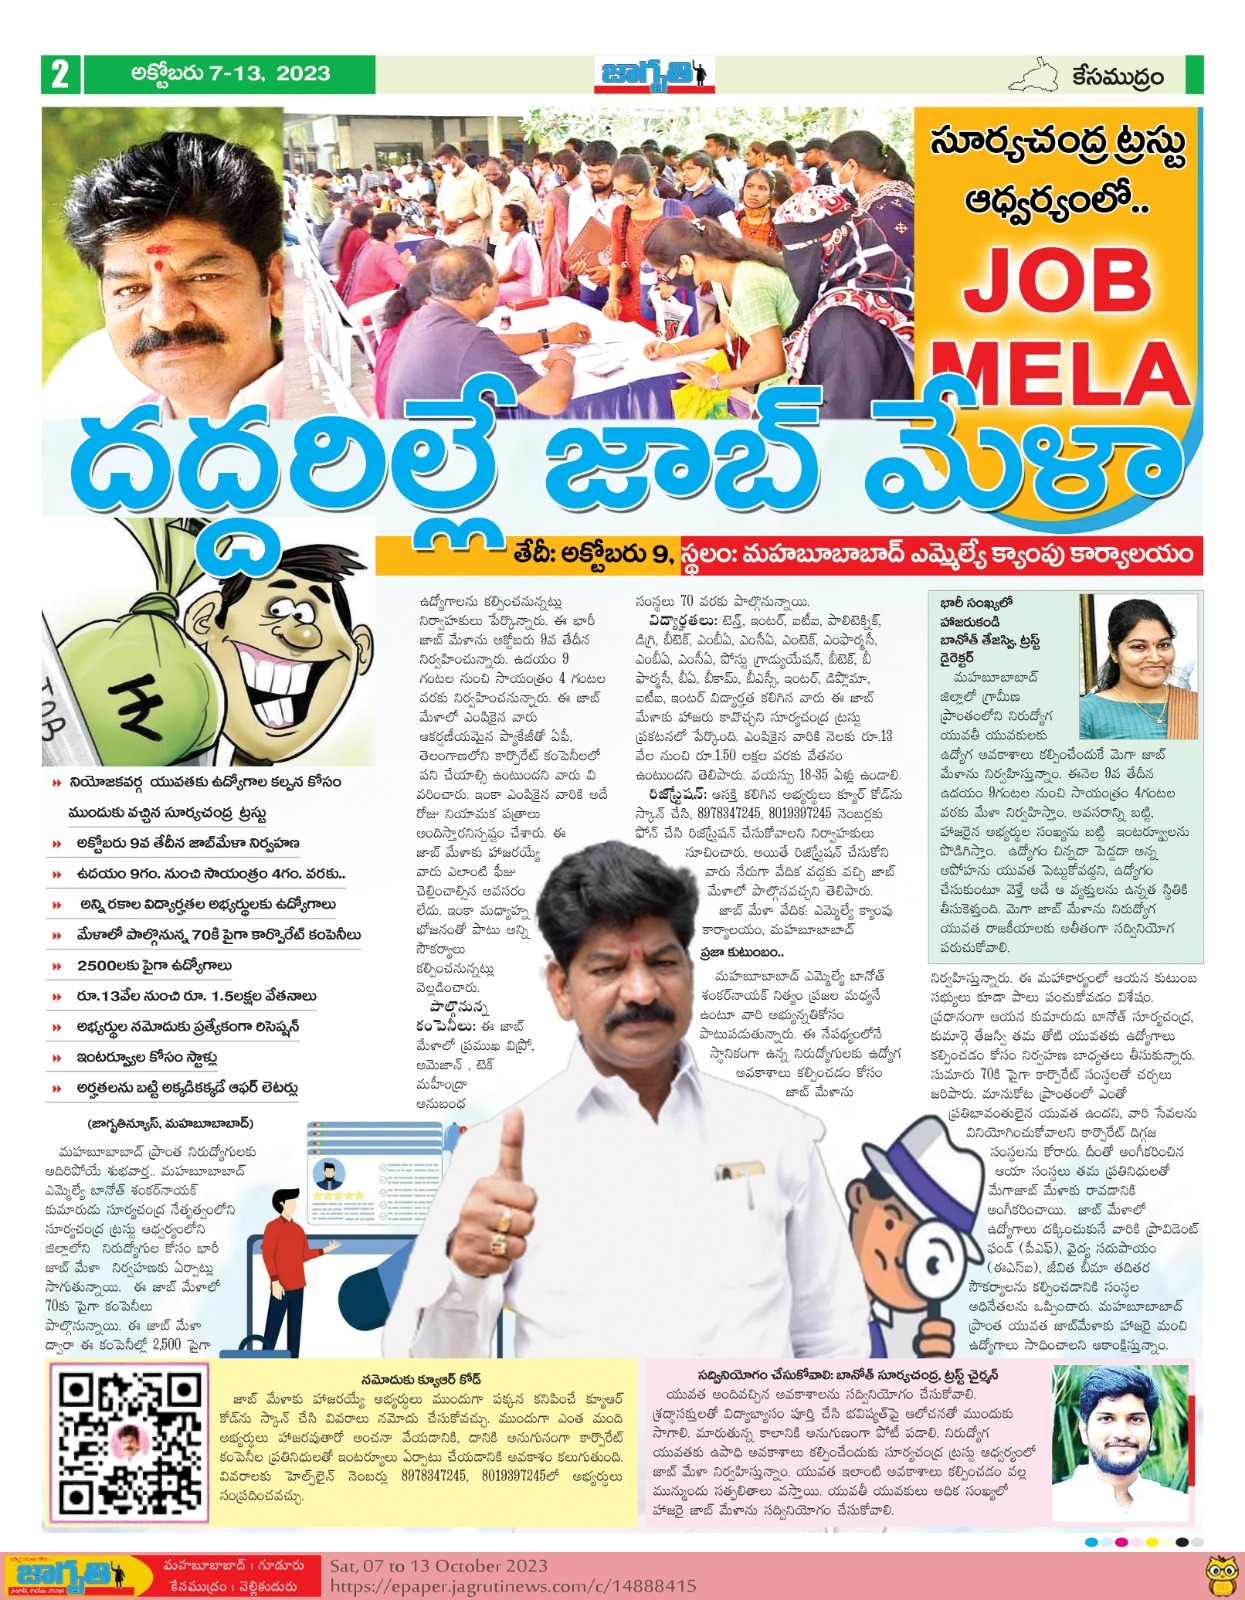 2
అక్టోబరు 7-13, 2023
జాగృతి
కేసముద్రం
సూర్యచంద్ర ట్రస్టు
ఆధ్వర్యంలో..
JOB
MELA
దద్దరిల్లే జాబ్ మేళా
తేదీ: అక్టోబరు 9, స్థలం: మహబూబాబాద్ ఎమ్మెల్యే క్యాంపు కార్యాలయం
JOB
» నియోజకవర్గ యువతకు ఉద్యోగాల కల్పన కోసం
ముందుకు వచ్చిన సూర్యచంద్ర ట్రస్టు
» అక్టోబరు 9వ తేదీన జాబ్‌మేళా నిర్వహణ
» ఉదయం 9గం. నుంచి సాయంత్రం 4గం. వరకు..
» అన్ని రకాల విద్యార్హతల అభ్యర్థులకు ఉద్యోగాలు
» మేళాలో పాల్గొనున్న 70కి పైగా కార్పొరేట్ కంపెనీలు
» 2500లకు పైగా ఉద్యోగాలు
» రూ.13వేల నుంచి రూ. 1.5లక్షల వేతనాలు
» అభ్యర్థుల నమోదుకు ప్రత్యేకంగా రిసెప్షన్
» ఇంటర్వ్యూల కోసం స్టాళ్లు
» అర్హతలను బట్టి అక్కడికక్కడే ఆఫర్ లెటర్లు
(జాగృతిన్యూస్, మహబూబాబాద్)
మహబూబాబాద్ ప్రాంత నిరుద్యోగులకు
అదిరిపోయే శుభవార్త.. మహబూబాబాద్
ఎమ్మెల్యే బానోత్ శంకర్‌నాయక్
కుమారుడు సూర్యచంద్ర నేతృత్వంలోని
సూర్యచంద్ర ట్రస్టు ఆధ్వర్యంలోని
జిల్లాలోని నిరుద్యోగుల కోసం భారీ
జాబ్ మేళా నిర్వహణకు ఏర్పాట్లు
సాగుతున్నాయి. ఈ జాబ్ మేళాలో
70కు పైగా కంపెనీలు
పాల్గొనున్నాయి. ఈ జాబ్ మేళా
ద్వారా ఈ కంపెనీల్లో 2,500 పైగా
ఉద్యోగాలను కల్పించనున్నట్లు
నిర్వాహకులు పేర్కొన్నారు. ఈ భారీ
జాబ్ మేళాను అక్టోబరు 9వ తేదీన
నిర్వహించున్నారు. ఉదయం 9
గంటల నుంచి సాయంత్రం 4 గంటల
వరకు నిర్వహించనున్నారు. ఈ జాబ్
మేళాలో ఎంపికైన వారు
ఆకర్షణీయమైన ప్యాకేజీతో ఏపీ,
తెలంగాణలోని కార్పొరేట్ కంపెనీలలో
పని చేయాల్సి ఉంటుందని వారు వి
వరించారు. ఇంకా ఎంపికైన వారికి అదే
రోజు నియామక పత్రాలు
అందిస్తారనిస్పష్టం చేశారు. ఈ
జాబ్ మేళాకు హాజరయ్యే
వారు ఎలాంటి ఫీజు
చెల్లించాల్సిన అవసరం
లేదు. ఇంకా మధ్యాహ్న
భోజనంతో పాటు అన్ని
సౌకర్యాలు
కల్పించనున్నట్లు
వెల్లడించారు.
పాల్గొనున్న
కంపెనీలు: ఈ జాబ్
మేళాలో ప్రముఖ విప్రో,
అమెజాన్ , టెక్
మహీంద్రా
అనుబంధ
సంస్థలు 70 వరకు పాల్గొనున్నాయి.
విద్యార్హతలు: టెన్త్, ఇంటర్, ఐటీఐ, పాలిటెక్నిక్,
డిగ్రి, బీటెక్, ఎంబీఏ, ఎంసీఏ, ఎంటెక్, ఎంఫార్మసీ,
ఎంబీఏ, ఎంసీఏ, పోస్టు గ్రాడ్యుయేషన్, బీటెక్, బీ
ఫార్మసీ, బీఏ, బీకామ్, బీఎస్సీ, ఇంటర్, డిప్లొమా,
ఐటీఐ, ఇంటర్ విద్యార్హత కలిగిన వారు ఈ జాబ్
మేళాకు హాజరు కావొచ్చని సూర్యచంద్ర ట్రస్టు
ప్రకటనలో పేర్కొంది. ఎంపికైన వారికి నెలకు రూ.13
వేల నుంచి రూ.1.50 లక్షల వరకు వేతనం
ఉంటుందని తెలిపారు. వయస్సు 18-35 ఏళ్లు ఉండాలి.
రిజిస్ట్రేషన్: ఆసక్తి కలిగిన అభ్యర్థులు క్యూర్ కోడ్‌ను
స్కాన్ చేసి, 8978347245, 8019397245 నెంబర్లకు
ఫోన్ చేసి రిజిస్ట్రేషన్ చేసుకోవాలని నిర్వాహకులు
సూచించారు. అయితే రిజిస్ట్రేషన్ చేసుకోని
వారు నేరుగా వేదిక వద్దకు వచ్చి జాబ్
మేళాలో పాల్గొనవచ్చని తెలిపారు.
జాబ్ మేళా వేదిక: ఎమ్మెల్యే క్యాంపు
కార్యాలయం, మహబూబాబాద్
ప్రజా కుటుంబం..
మహబూబాబాద్ ఎమ్మెల్యే బానోత్
శంకర్‌నాయక్ నిత్యం ప్రజల మధ్యనే
ఉంటూ వారి అభ్యున్నతికోసం
పాటుపడుతున్నారు. ఈ నేపథ్యంలోనే
స్థానికంగా ఉన్న నిరుద్యోగులకు ఉద్యోగ
అవకాశాలు కల్పించడం కోసం
జాబ్ మేళాను
భారీ సంఖ్యలో
హాజరుకండి
బానోత్ తేజస్వి, ట్రస్ట్
డైరెక్టర్
మహబూబాబాద్
జిల్లాలో గ్రామీణ
ప్రాంతంలోని నిరుద్యోగ
యువతీ యువకులకు
ఉద్యోగ అవకాశాలు కల్పించేందుకే మెగా జాబ్
మేళాను నిర్వహిస్తున్నాం. ఈనెల 9వ తేదీన
ఉదయం 9గంటల నుంచి సాయంత్రం 4గంటల
వరకు మేళా నిర్వహిస్తాం. అవసరాన్ని బట్టి,
హాజరైన అభ్యర్థుల సంఖ్యను బట్టి ఇంటర్వ్యూలను
పొడిగిస్తాం. ఉద్యోగం చిన్నదా పెద్దదా అన్న
అపోహను యువత పెట్టుకోవద్దని, ఉద్యోగం
చేసుకుంటూ వెళ్తే అదే ఆ వ్యక్తులను ఉన్నత స్థితికి
తీసుకెళ్తుంది. మెగా జాబ్ మేళాను నిరుద్యోగ
యువత రాజకీయాలకు అతీతంగా సద్వినియోగ
పరుచుకోవాలి.
నిర్వహిస్తున్నారు. ఈ మహాకార్యంలో ఆయన కుటుంబ
సభ్యులు కూడా పాలు పంచుకోవడం విశేషం.
ప్రధానంగా ఆయన కుమారుడు బానోత్ సూర్యచంద్ర,
కుమార్తె తేజస్వి తమ తోటి యువతకు ఉద్యోగాలు
కల్పించడం కోసం నిర్వహణ బాధ్యతలు తీసుకున్నారు.
సుమారు 70కి పైగా కార్పొరేట్ సంస్థలతో చర్చలు
జరిపారు. మానుకోట ప్రాంతంలో ఎంతో
ప్రతిభావంతులైన యువత ఉందని, వారి సేవలను
వినియోగించుకోవాలని కార్పొరేట్ దిగ్గజ
సంస్థలను కోరారు. దీంతో అంగీకరించిన
ఆయా సంస్థలు తమ ప్రతినిధులతో
మేగాజాబ్ మేళాకు రావడానికి
అంగీకరించాయి. జాబ్ మేళాలో
ఉద్యోగాలు దక్కించుకునే వారికి ప్రావిడెంట్
ఫండ్ (పీఎఫ్), వైద్య సదుపాయం
(ఈఎస్ఐ), జీవిత బీమా తదితర
సౌకర్యాలను కల్పించడానికి సంస్థల
అధినేతలను ఒప్పించారు. మహబూబాబాద్
ప్రాంత యువత జాబ్‌మేళాకు హాజరై మంచి
ఉద్యోగాలు సాధించాలని ఆకాంక్షిస్తున్నాం.
నమోదుకు క్యూఆర్ కోడ్
జాబ్ మేళాకు హాజరయ్యే అభ్యర్థులు ముందుగా పక్కన కనిపించే క్యూఆర్
కోడ్‌ను స్కాన్ చేసి వివరాలు నమోదు చేసుకోవచ్చు. ముందుగా ఎంత మంది
అభ్యర్థులు హాజరవుతారో అంచనా వేయడానికి, దానికి అనుగుణంగా కార్పొరేట్
కంపెనీల ప్రతినిధులతో ఇంటర్యూలు ఏర్పాటు చేయడానికి అవకాశం కలుగుతుంది.
వివరాలకు హెల్ప్‌లైన్ నెంబర్లు 8978347245, 8019397245లో అభ్యర్థులు
సంప్రదించవచ్చు.
సద్వినియోగం చేసుకోవాలి: బానోత్ సూర్యచంద్ర, ట్రస్ట్ చైర్మన్
యువత అందివచ్చిన అవకాశాలను సద్వినియోగం చేసుకోవాలి.
శ్రద్ధాసక్తులతో విద్యాభ్యాసం పూర్తి చేసి భవిష్యత్‌పై ఆలోచనతో ముందుకు
సాగాలి. మారుతున్న కాలానికి అనుగుణంగా పోటీ పడాలి. నిరుద్యోగ
యువతకు ఉపాధి అవకాశాలు కల్పించేందుకు సూర్యచంద్ర ట్రస్టు ఆధ్వర్యంలో
జాబ్ మేళా నిర్వహిస్తున్నాం. యువత ఇలాంటి అవకాశాలు కల్పించడం వల్ల
మున్ముందు సత్ఫలితాలు వస్తాయి. యువతీ యువకులు అధిక సంఖ్యలో
హాజరై జాబ్ మేళాను సద్వినియోగం చేసుకోవాలి.
జాగృతి
మహబూబాబాద్ । గూడూరు
కేసముద్రం । నెల్లికుదురు
Sat, 07 to 13 October 2023
https://epaper.jagrutinews.com/c/14888415